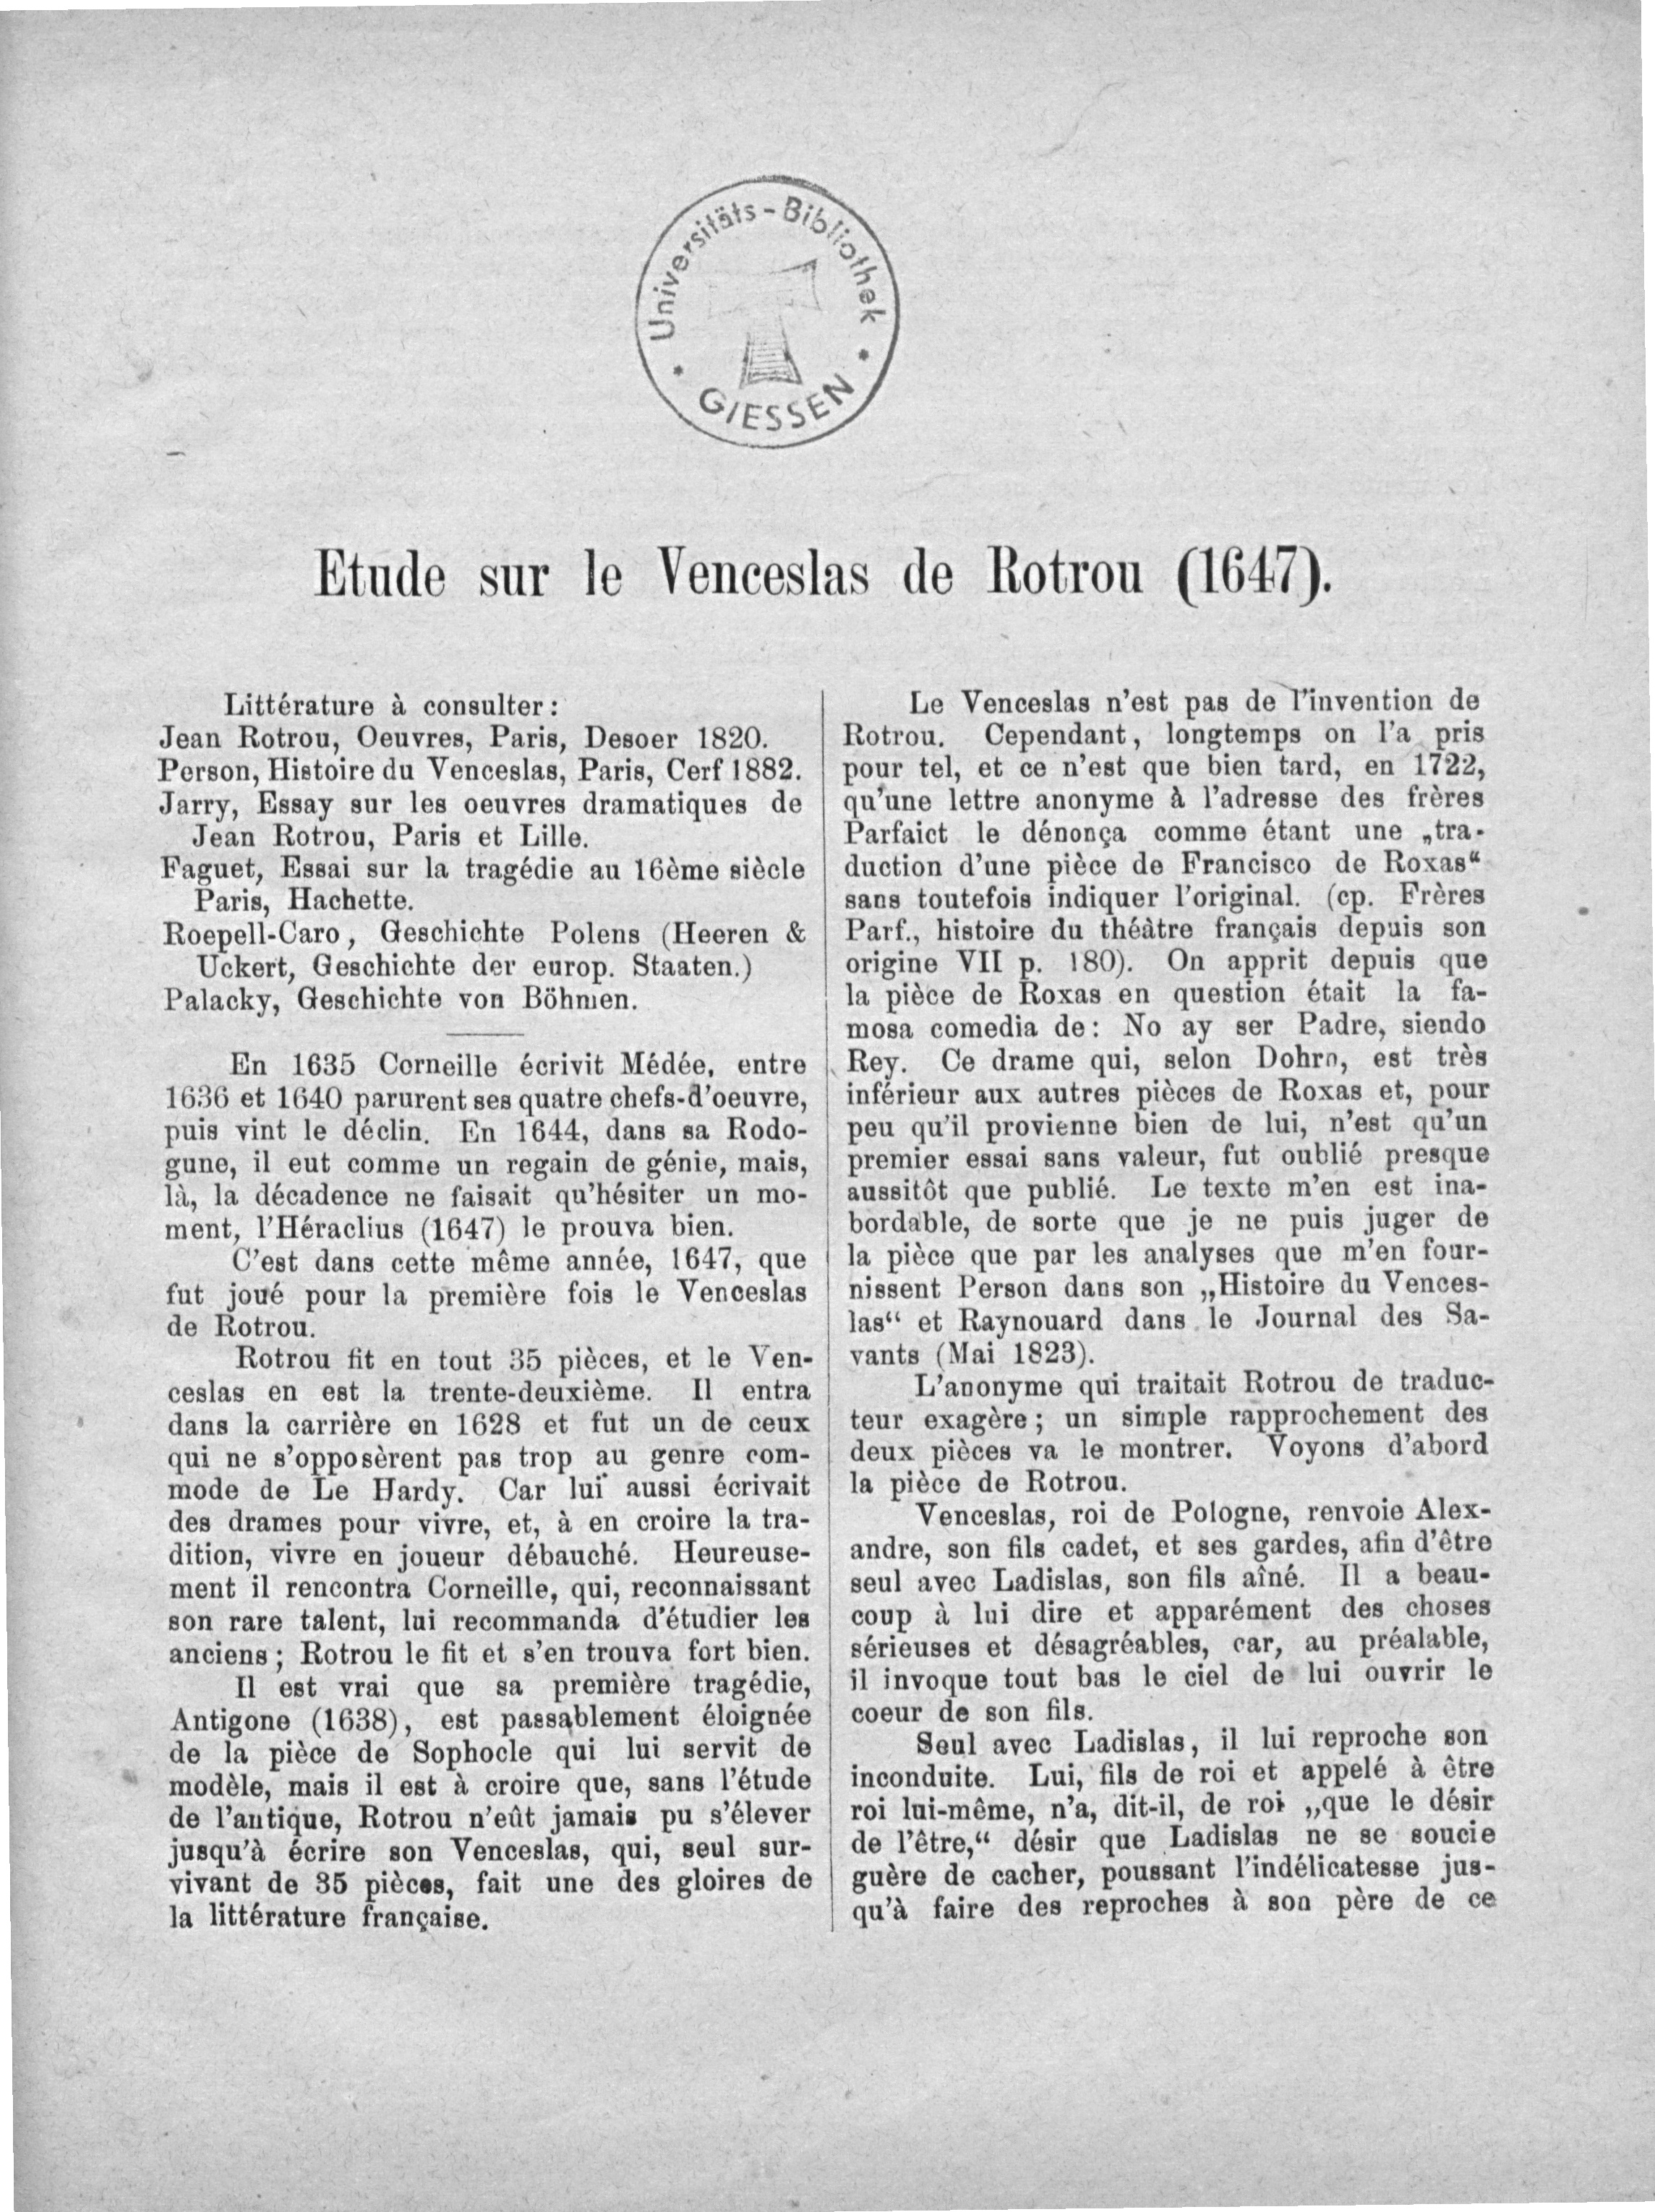 Universitäts-Bibliothek
* GIESSEN *
Etude sur le Venceslas de Rotrou (1647).
Littérature à consulter:
Jean Rotrou, Oeuvres, Paris, Desoer 1820.
Person, Histoire du Venceslas, Paris, Cerf 1882.
Jarry, Essay sur les oeuvres dramatiques de
Jean Rotrou, Paris et Lille.
Faguet, Essai sur la tragédie au 16ème siècle
Paris, Hachette.
Roepell-Caro, Geschichte Polens (Heeren &
Uckert, Geschichte der europ. Staaten.)
Palacky, Geschichte von Böhmen.
En 1635 Corneille écrivit Médée, entre
1636 et 1640 parurent ses quatre chefs-d'oeuvre,
puis vint le déclin. En 1644, dans sa Rodo-
gune, il eut comme un regain de génie, mais,
là, la décadence ne faisait qu'hésiter un mo-
ment, l'Héraclius (1647) le prouva bien.
C'est dans cette même année, 1647, que
fut joué pour la première fois le Venceslas
de Rotrou.
Rotrou fit en tout 35 pièces, et le Ven-
ceslas en est la trente-deuxième. Il entra
dans la carrière en 1628 et fut un de ceux
qui ne s'opposèrent pas trop au genre com-
mode de Le Hardy. Car lui aussi écrivait
des drames pour vivre, et, à en croire la tra-
dition, vivre en joueur débauché. Heureuse-
ment il rencontra Corneille, qui, reconnaissant
son rare talent, lui recommanda d'étudier les
anciens; Rotrou le fit et s'en trouva fort bien.
Il est vrai que sa première tragédie,
Antigone (1638), est passablement éloignée
de la pièce de Sophocle qui lui servit de
modèle, mais il est à croire que, sans l'étude
de l'antique, Rotrou n'eût jamais pu s'élever
jusqu'à écrire son Venceslas, qui, seul sur-
vivant de 35 pièces, fait une des gloires de
la littérature française.
Le Venceslas n'est pas de l'invention de
Rotrou. Cependant, longtemps on l'a pris
pour tel, et ce n'est que bien tard, en 1722,
qu'une lettre anonyme à l'adresse des frères
Parfaict le dénonça comme étant une „tra-
duction d'une pièce de Francisco de Roxas“
sans toutefois indiquer l'original. (cp. Frères
Parf., histoire du théâtre français depuis son
origine VII p. 180). On apprit depuis que
la pièce de Roxas en question était la fa-
mosa comedia de: No ay ser Padre, siendo
Rey. Ce drame qui, selon Dohrn, est très
inférieur aux autres pièces de Roxas et, pour
peu qu'il provienne bien de lui, n'est qu'un
premier essai sans valeur, fut oublié presque
aussitôt que publié. Le texte m'en est ina-
bordable, de sorte que je ne puis juger de
la pièce que par les analyses que m'en four-
nissent Person dans son „Histoire du Vences-
las“ et Raynouard dans le Journal des Sa-
vants (Mai 1823).
L'anonyme qui traitait Rotrou de traduc-
teur exagère; un simple rapprochement des
deux pièces va le montrer. Voyons d'abord
la pièce de Rotrou.
Venceslas, roi de Pologne, renvoie Alex-
andre, son fils cadet, et ses gardes, afin d'être
seul avec Ladislas, son fils aîné. Il a beau-
coup à lui dire et apparément des choses
sérieuses et désagréables, car, au préalable,
il invoque tout bas le ciel de lui ouvrir le
coeur de son fils.
Seul avec Ladislas, il lui reproche son
inconduite. Lui, fils de roi et appelé à être
roi lui-même, n'a, dit-il, de roi „que le désir
de l'être,“ désir que Ladislas ne se soucie
guère de cacher, poussant l'indélicatesse jus-
qu'à faire des reproches à son père de ce